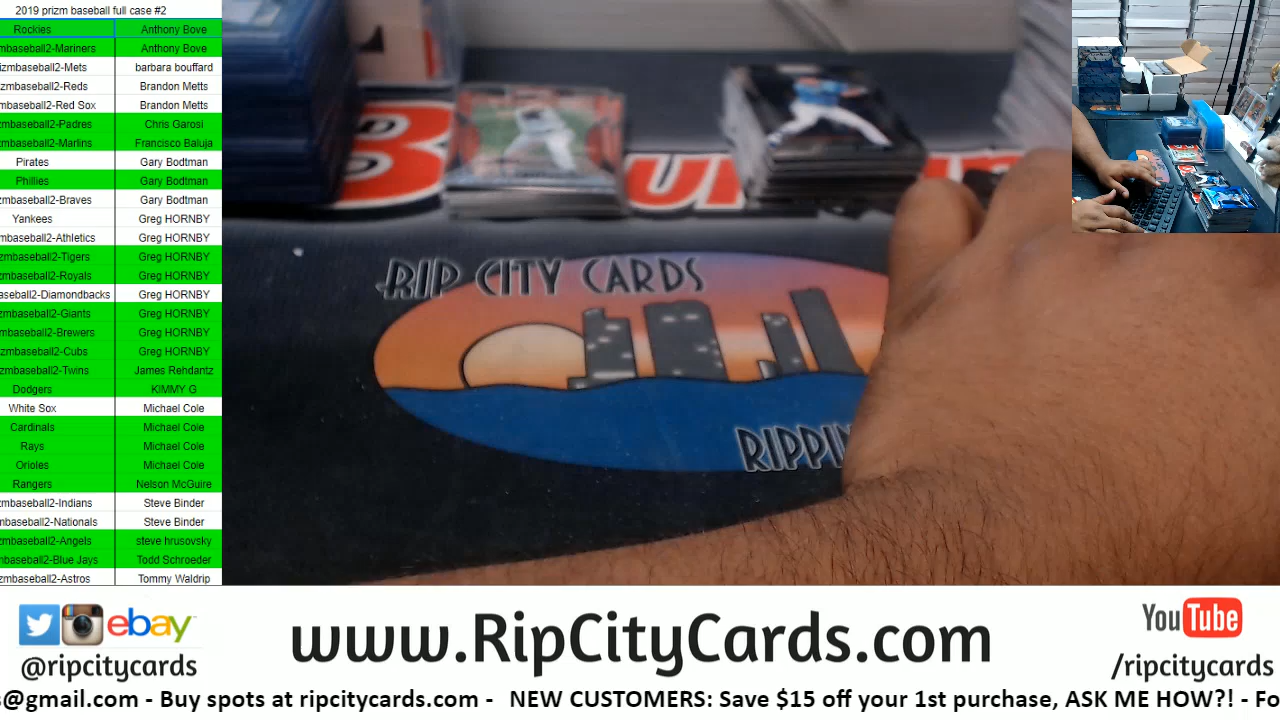 2019 prizm baseball full case #2
Rockies Anthony Bove
mbaseball2-Mariners Anthony Bove
izmbaseball2-Mets barbara bouffard
zmbaseball2-Reds Brandon Metts
zmbaseball2-Red Sox Brandon Metts
zmbaseball2-Padres Chris Garosi
zmbaseball2-Marlins Francisco Baluja
Pirates Gary Bodtman
Phillies Gary Bodtman
zmbaseball2-Braves Gary Bodtman
Yankees Greg HORNBY
mbaseball2-Athletics Greg HORNBY
zmbaseball2-Tigers Greg HORNBY
zmbaseball2-Royals Greg HORNBY
aseball2-Diamondbacks Greg HORNBY
zmbaseball2-Giants Greg HORNBY
zmbaseball2-Brewers Greg HORNBY
izmbaseball2-Cubs Greg HORNBY
zmbaseball2-Twins James Rehdantz
Dodgers KIMMY G
White Sox Michael Cole
Cardinals Michael Cole
Rays Michael Cole
Orioles Michael Cole
Rangers Nelson McGuire
zmbaseball2-Indians Steve Binder
mbaseball2-Nationals Steve Binder
zmbaseball2-Angels steve hrusovsky
mbaseball2-Blue Jays Todd Schroeder
zmbaseball2-Astros Tommy Waldrip
RIP CITY CARDS
RIPPIN
ebay
@ripcitycards
www.RipCityCards.com
YouTube
/ripcitycards
s@gmail.com - Buy spots at ripcitycards.com - NEW CUSTOMERS: Save $15 off your 1st purchase, ASK ME HOW?! - Fo